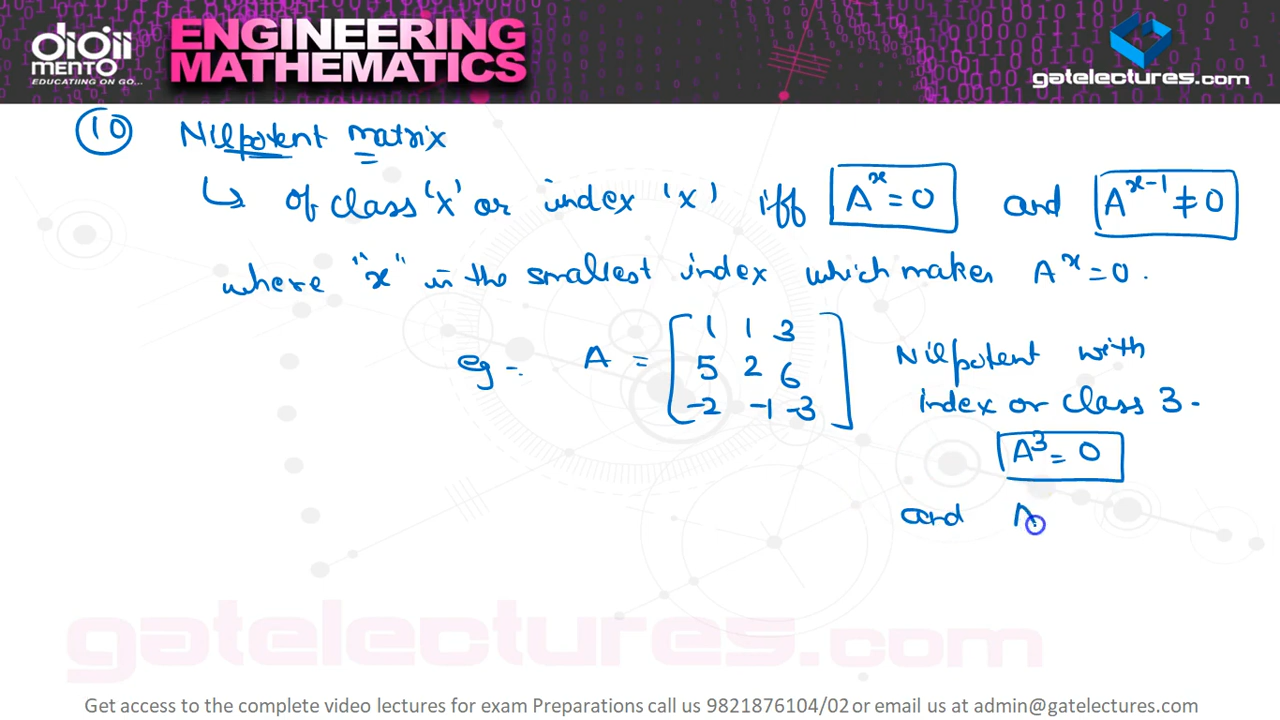 digii
MENTO
EDUCATIING ON GO...
ENGINEERING
MATHEMATICS
gatelectures.com
(10) Nilpotent matrix
↳ of class 'x' or index 'x' iff A^x = 0 and A^(x-1) ≠ 0
where "x" is the smallest index which makes A^x = 0.
eg :- A = [ 1 1 3
5 2 6
-2 -1 -3 ]
Nilpotent with
index or class 3.
A^3 = 0
and A
gatelectures.com
Get access to the complete video lectures for exam Preparations call us 9821876104/02 or email us at admin@gatelectures.com